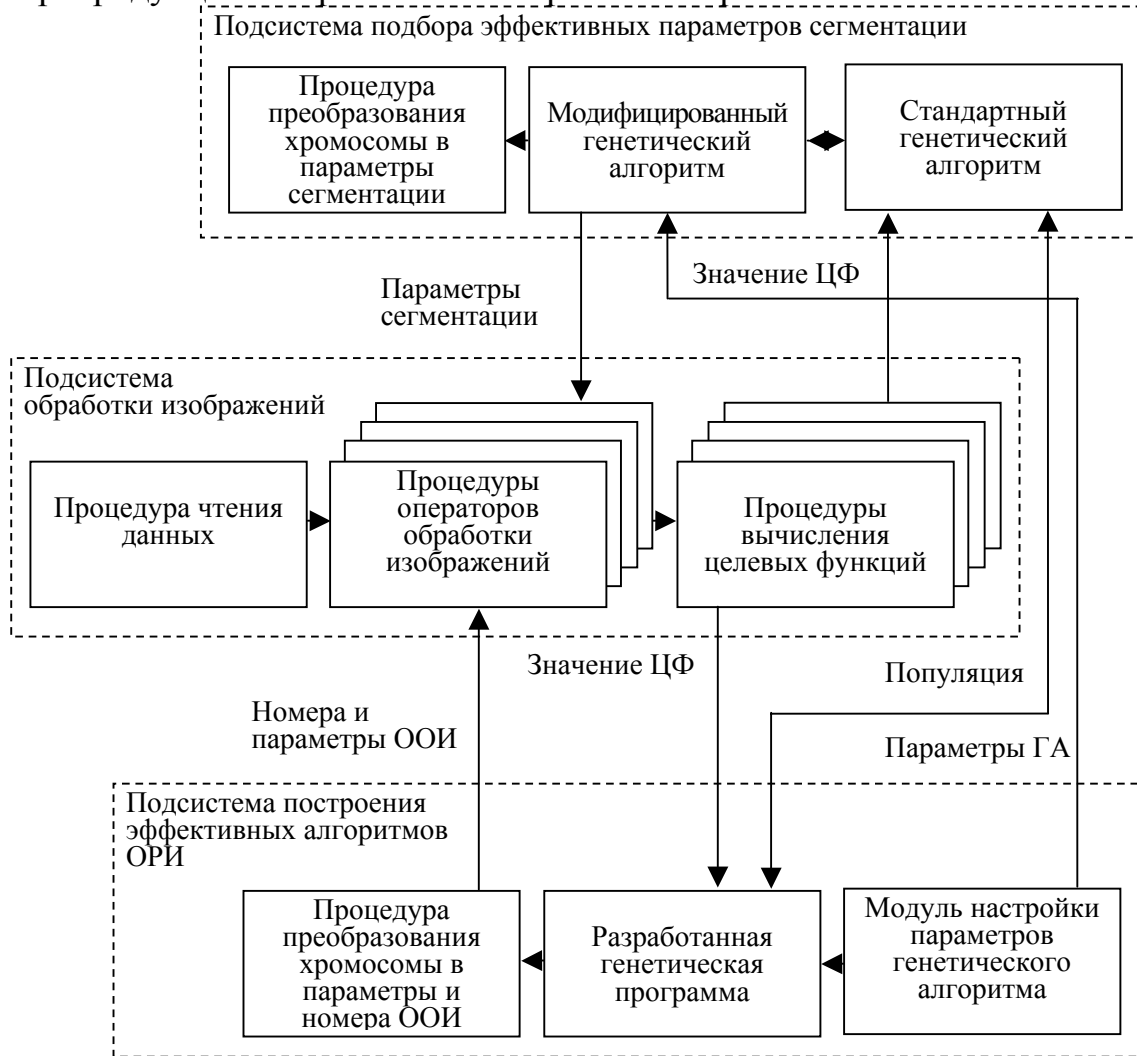 Подсистема подбора эффективных параметров сегментации
Процедура
преобразования
хромосомы в
параметры
сегментации
Модифицированный
генетический
алгоритм
Стандартный
генетический
алгоритм
Значение ЦФ
Параметры
сегментации
Подсистема
обработки изображений
Процедура чтения
данных
Процедуры
операторов
обработки
изображений
Процедуры
вычисления
целевых функций
Значение ЦФ
Популяция
Номера и
параметры ООИ
Параметры ГА
Подсистема построения
эффективных алгоритмов
ОРИ
Процедура
преобразования
хромосомы в
параметры и
номера ООИ
Разработанная
генетическая
программа
Модуль настройки
параметров
генетического
алгоритма